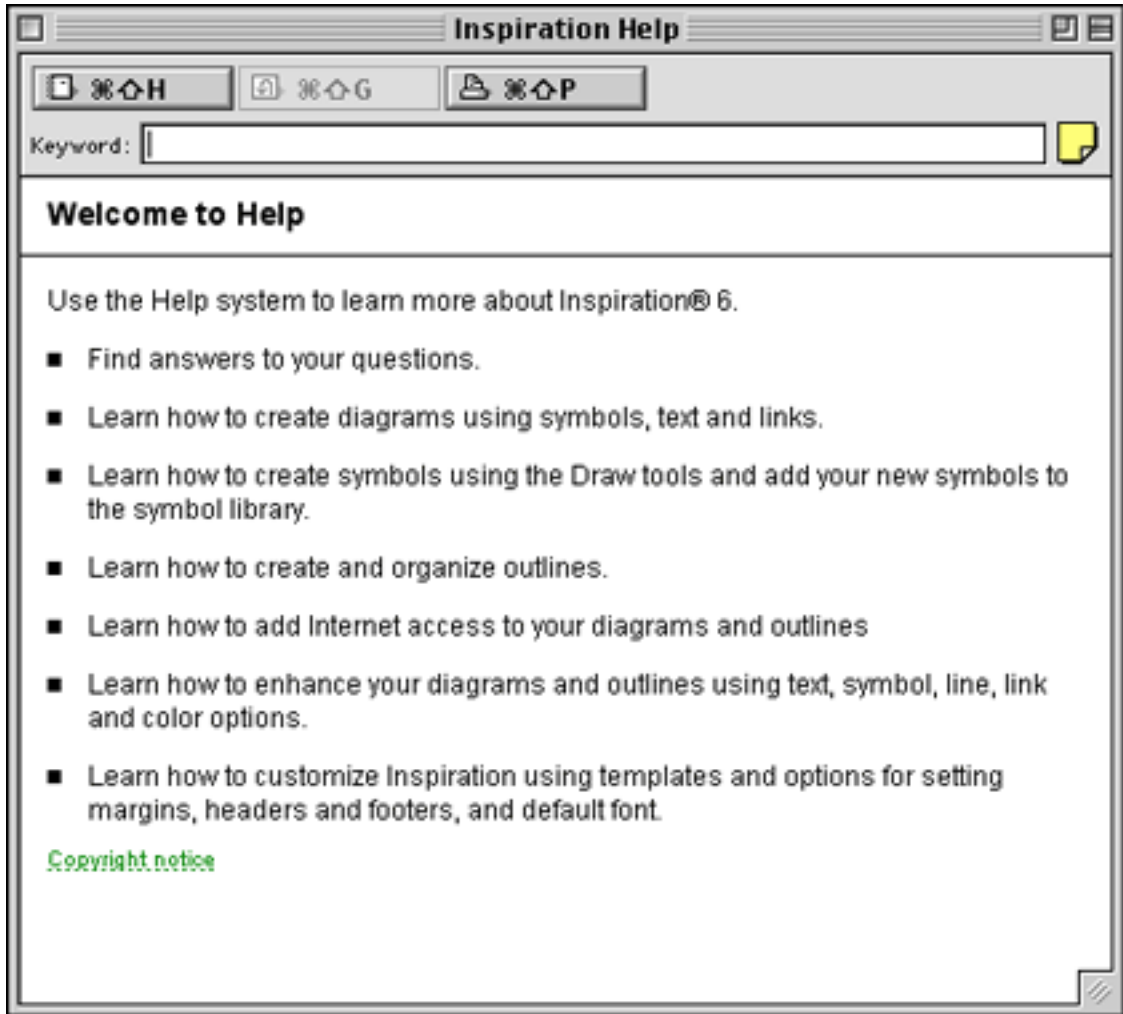 Inspiration Help
⌘⇧H ⌘⇧G ⌘⇧P
Keyword:
Welcome to Help
Use the Help system to learn more about Inspiration® 6.
■ Find answers to your questions.
■ Learn how to create diagrams using symbols, text and links.
■ Learn how to create symbols using the Draw tools and add your new symbols to
the symbol library.
■ Learn how to create and organize outlines.
■ Learn how to add Internet access to your diagrams and outlines
■ Learn how to enhance your diagrams and outlines using text, symbol, line, link
and color options.
■ Learn how to customize Inspiration using templates and options for setting
margins, headers and footers, and default font.
Copyright notice